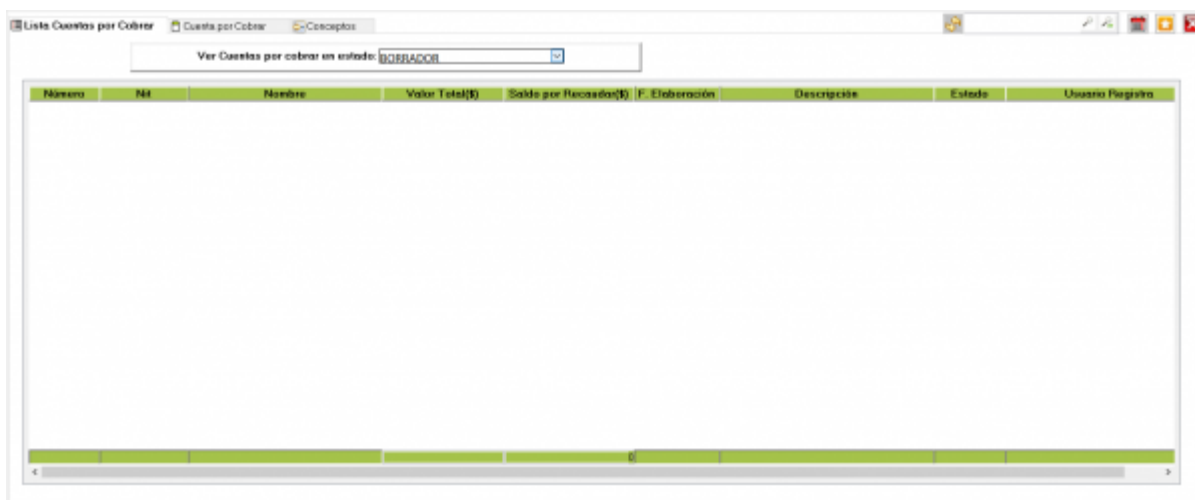 Lista Cuentas por Cobrar Cuenta por Cobrar Conceptos
Ver Cuentas por cobrar en estado: BORRADOR
Número Nit Nombre Valor Total($) Saldo por Recaudar($) F. Elaboración Descripción Estado Usuario Registra
0